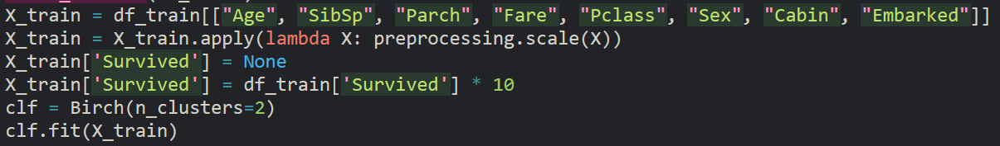 X_train = df_train[["Age", "SibSp", "Parch", "Fare", "Pclass", "Sex", "Cabin", "Embarked"]]
X_train = X_train.apply(lambda X: preprocessing.scale(X))
X_train['Survived'] = None
X_train['Survived'] = df_train['Survived'] * 10
clf = Birch(n_clusters=2)
clf.fit(X_train)